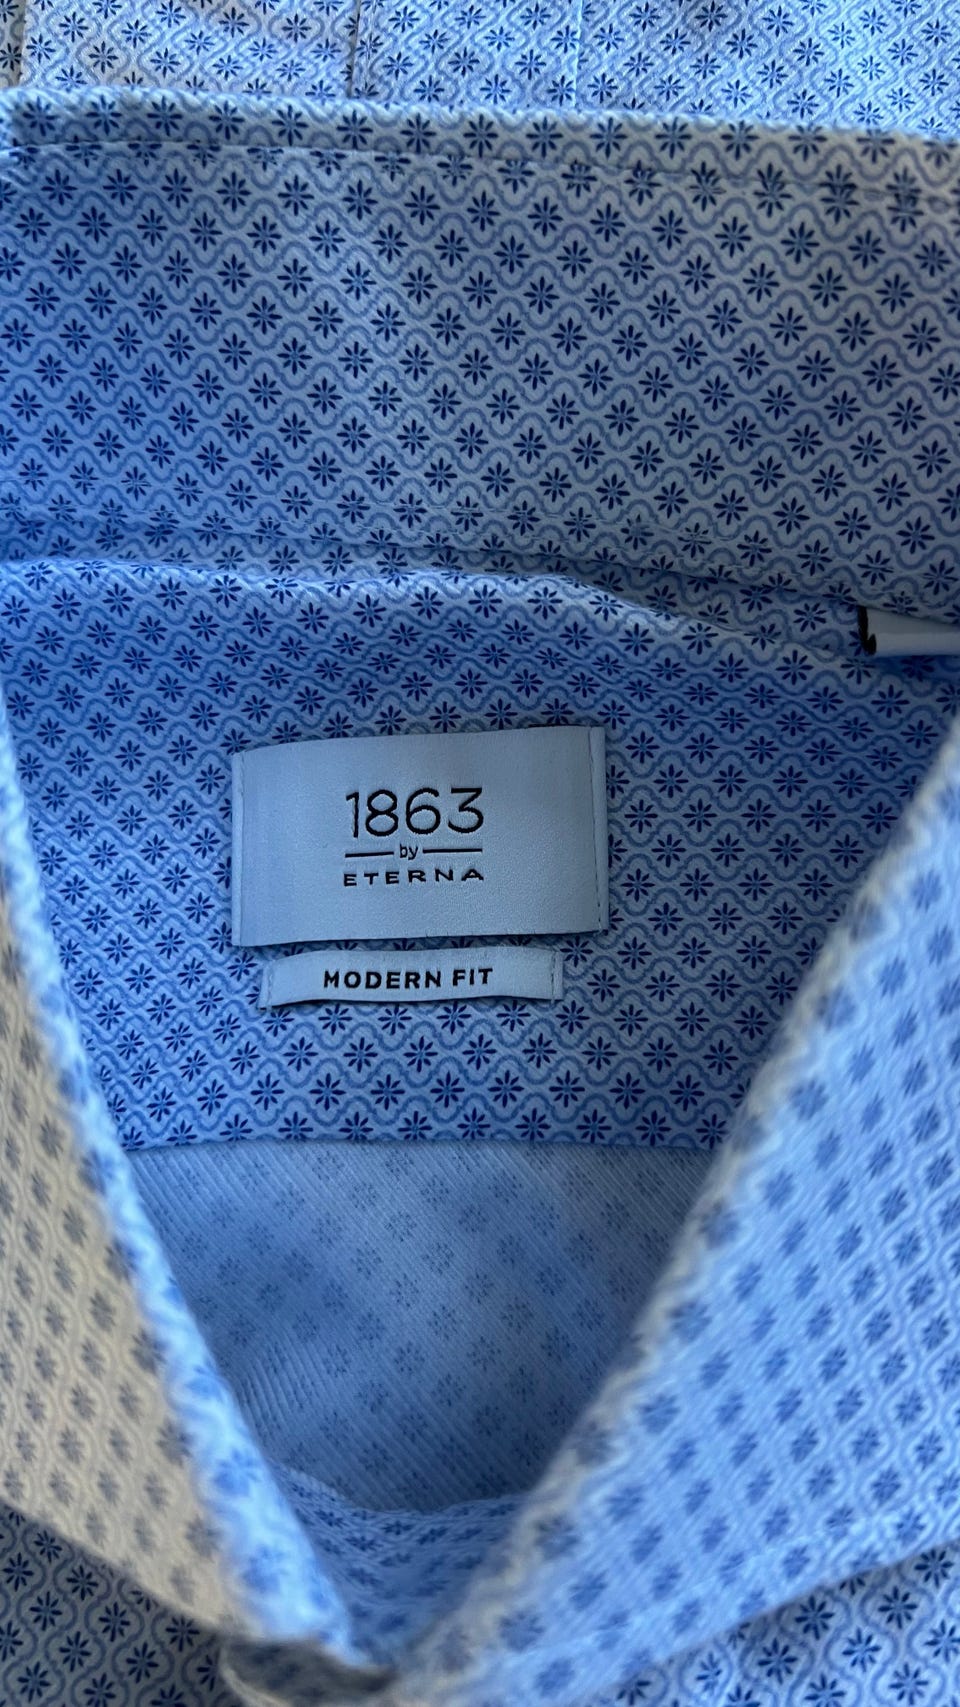 1863
by
ETERNA
MODERN FIT